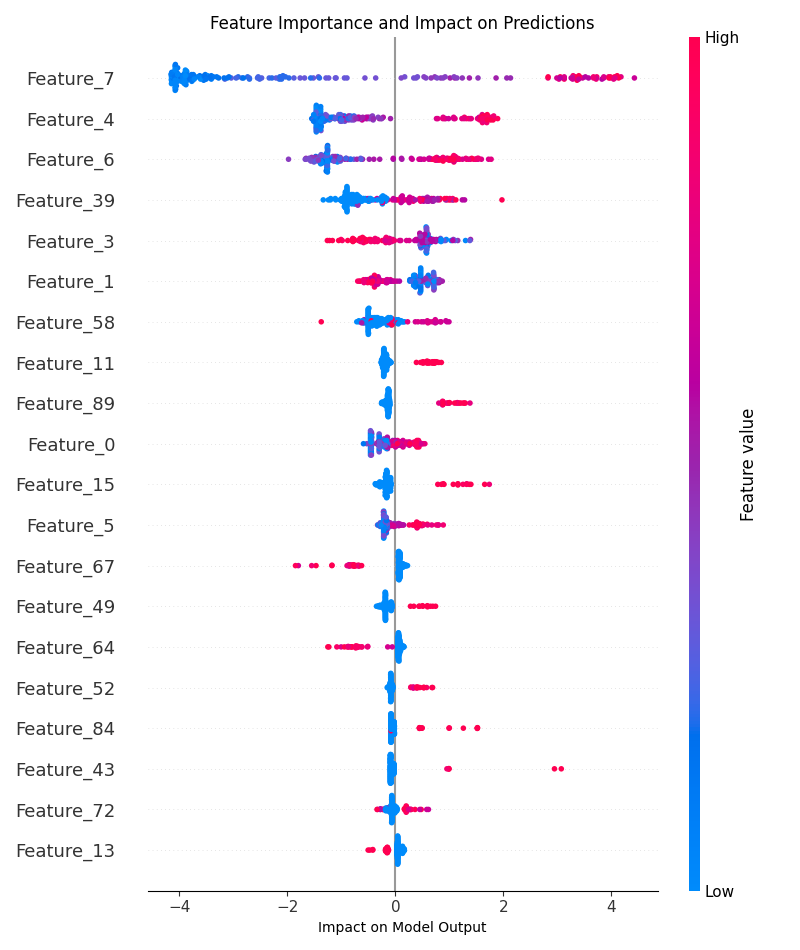 Feature Importance and Impact on Predictions
High
Feature_7
Feature_4
Feature_6
Feature_39
Feature_3
Feature_1
Feature_58
Feature_11
Feature_89
Feature_0
Feature_15
Feature_5
Feature_67
Feature_49
Feature_64
Feature_52
Feature_84
Feature_43
Feature_72
Feature_13
Feature value
Low
−4 −2 0 2 4
Impact on Model Output